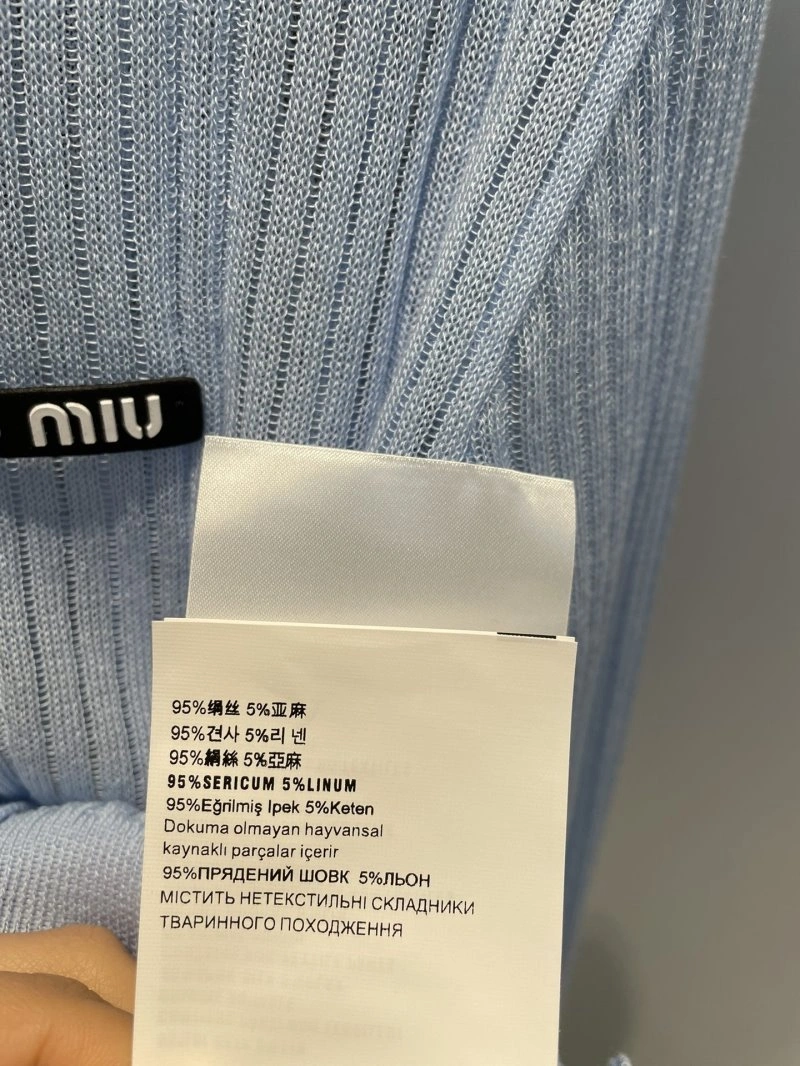 MIU
95%绢丝 5%亚麻
95%견사 5%리넨
95%絹絲 5%亞麻
95%SERICUM 5%LINUM
95%Eğrilmiş Ipek 5%Keten
Dokuma olmayan hayvansal
kaynaklı parçalar içerir
95%ПРЯДЕНИЙ ШОВК 5%ЛЬОН
МІСТИТЬ НЕТЕКСТИЛЬНІ СКЛАДНИКИ
ТВАРИННОГО ПОХОДЖЕННЯ